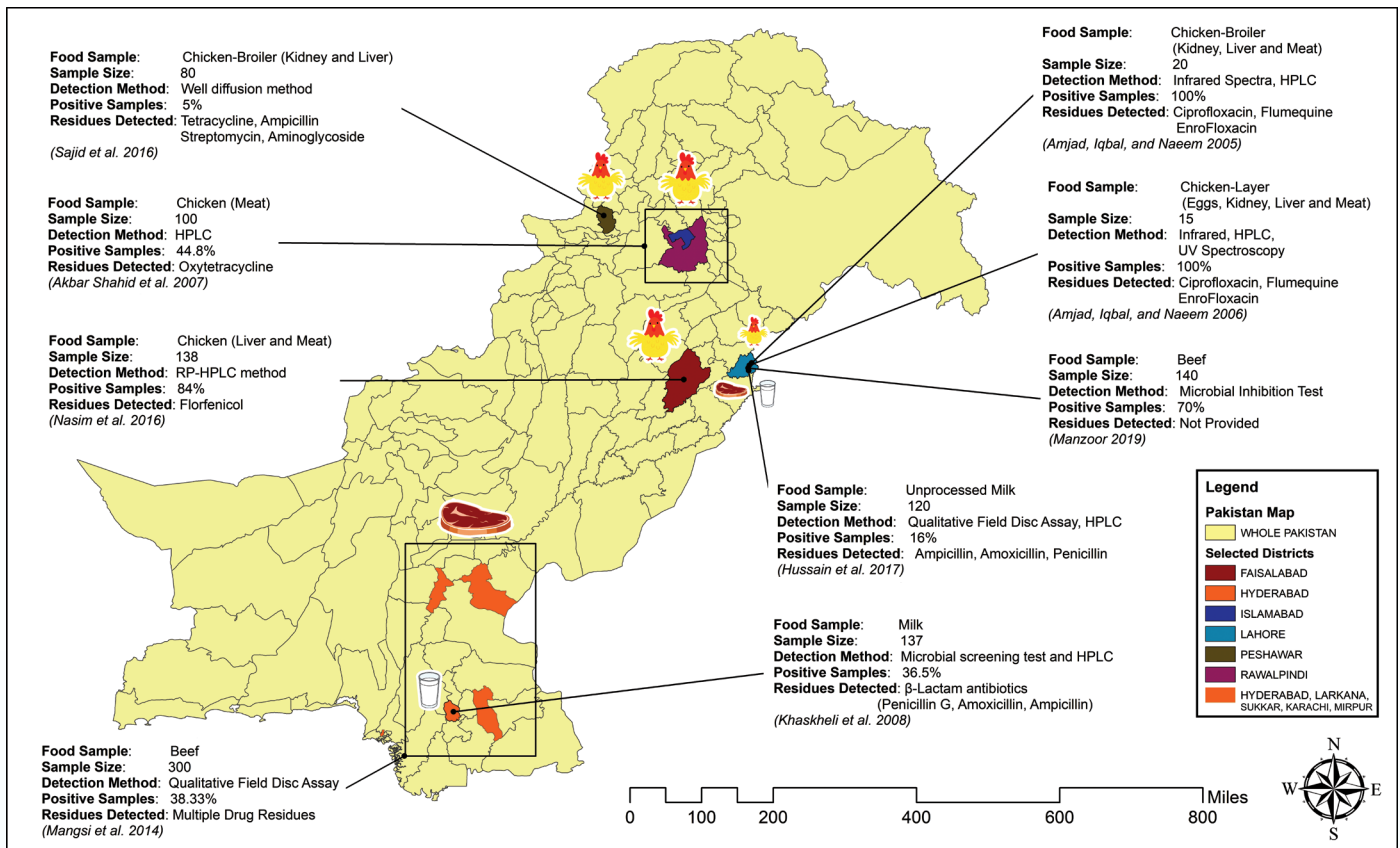 Food Sample: Chicken-Broiler (Kidney and Liver)
Sample Size: 80
Detection Method: Well diffusion method
Positive Samples: 5%
Residues Detected: Tetracycline, Ampicillin
Streptomycin, Aminoglycoside
(Sajid et al. 2016)
Food Sample: Chicken (Meat)
Sample Size: 100
Detection Method: HPLC
Positive Samples: 44.8%
Residues Detected: Oxytetracycline
(Akbar Shahid et al. 2007)
Food Sample: Chicken (Liver and Meat)
Sample Size: 138
Detection Method: RP-HPLC method
Positive Samples: 84%
Residues Detected: Florfenicol
(Nasim et al. 2016)
Food Sample: Beef
Sample Size: 300
Detection Method: Qualitative Field Disc Assay
Positive Samples: 38.33%
Residues Detected: Multiple Drug Residues
(Mangsi et al. 2014)
Food Sample: Chicken-Broiler
(Kidney, Liver and Meat)
Sample Size: 20
Detection Method: Infrared Spectra, HPLC
Positive Samples: 100%
Residues Detected: Ciprofloxacin, Flumequine
EnroFloxacin
(Amjad, Iqbal, and Naeem 2005)
Food Sample: Chicken-Layer
(Eggs, Kidney, Liver and Meat)
Sample Size: 15
Detection Method: Infrared, HPLC,
UV Spectroscopy
Positive Samples: 100%
Residues Detected: Ciprofloxacin, Flumequine
EnroFloxacin
(Amjad, Iqbal, and Naeem 2006)
Food Sample: Beef
Sample Size: 140
Detection Method: Microbial Inhibition Test
Positive Samples: 70%
Residues Detected: Not Provided
(Manzoor 2019)
Food Sample: Unprocessed Milk
Sample Size: 120
Detection Method: Qualitative Field Disc Assay, HPLC
Positive Samples: 16%
Residues Detected: Ampicillin, Amoxicillin, Penicillin
(Hussain et al. 2017)
Food Sample: Milk
Sample Size: 137
Detection Method: Microbial screening test and HPLC
Positive Samples: 36.5%
Residues Detected: β-Lactam antibiotics
(Penicillin G, Amoxicillin, Ampicillin)
(Khaskheli et al. 2008)
Legend
Pakistan Map
WHOLE PAKISTAN
Selected Districts
FAISALABAD
HYDERABAD
ISLAMABAD
LAHORE
PESHAWAR
RAWALPINDI
HYDERABAD, LARKANA,
SUKKAR, KARACHI, MIRPUR
N
W E
S
Miles
0 100 200 400 600 800